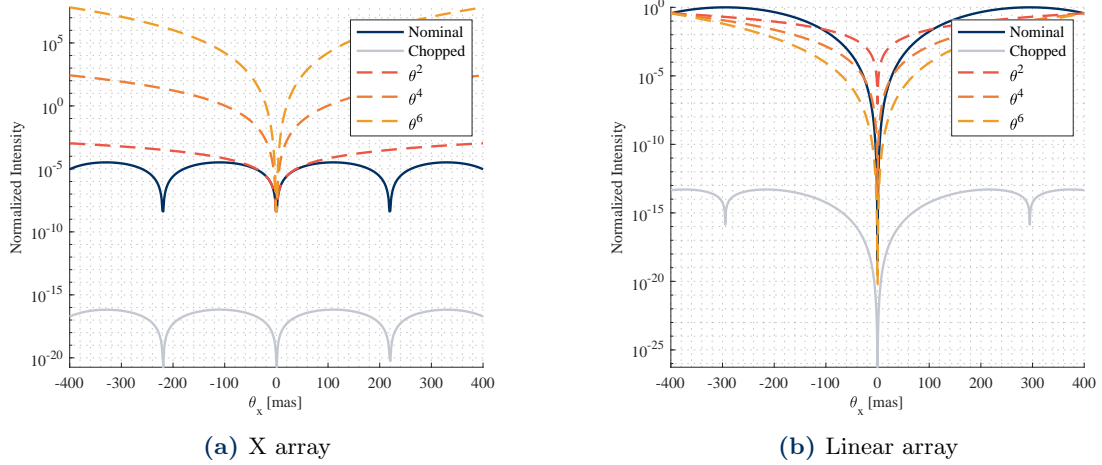 10^5
10^0
10^-5
10^-10
10^-15
10^-20
Normalized Intensity
Nominal
Chopped
θ^2
θ^4
θ^6
-400 -300 -200 -100 0 100 200 300 400
θ_x [mas]
(a) X array
10^0
10^-5
10^-10
10^-15
10^-20
10^-25
Normalized Intensity
Nominal
Chopped
θ^2
θ^4
θ^6
-400 -300 -200 -100 0 100 200 300 400
θ_x [mas]
(b) Linear array